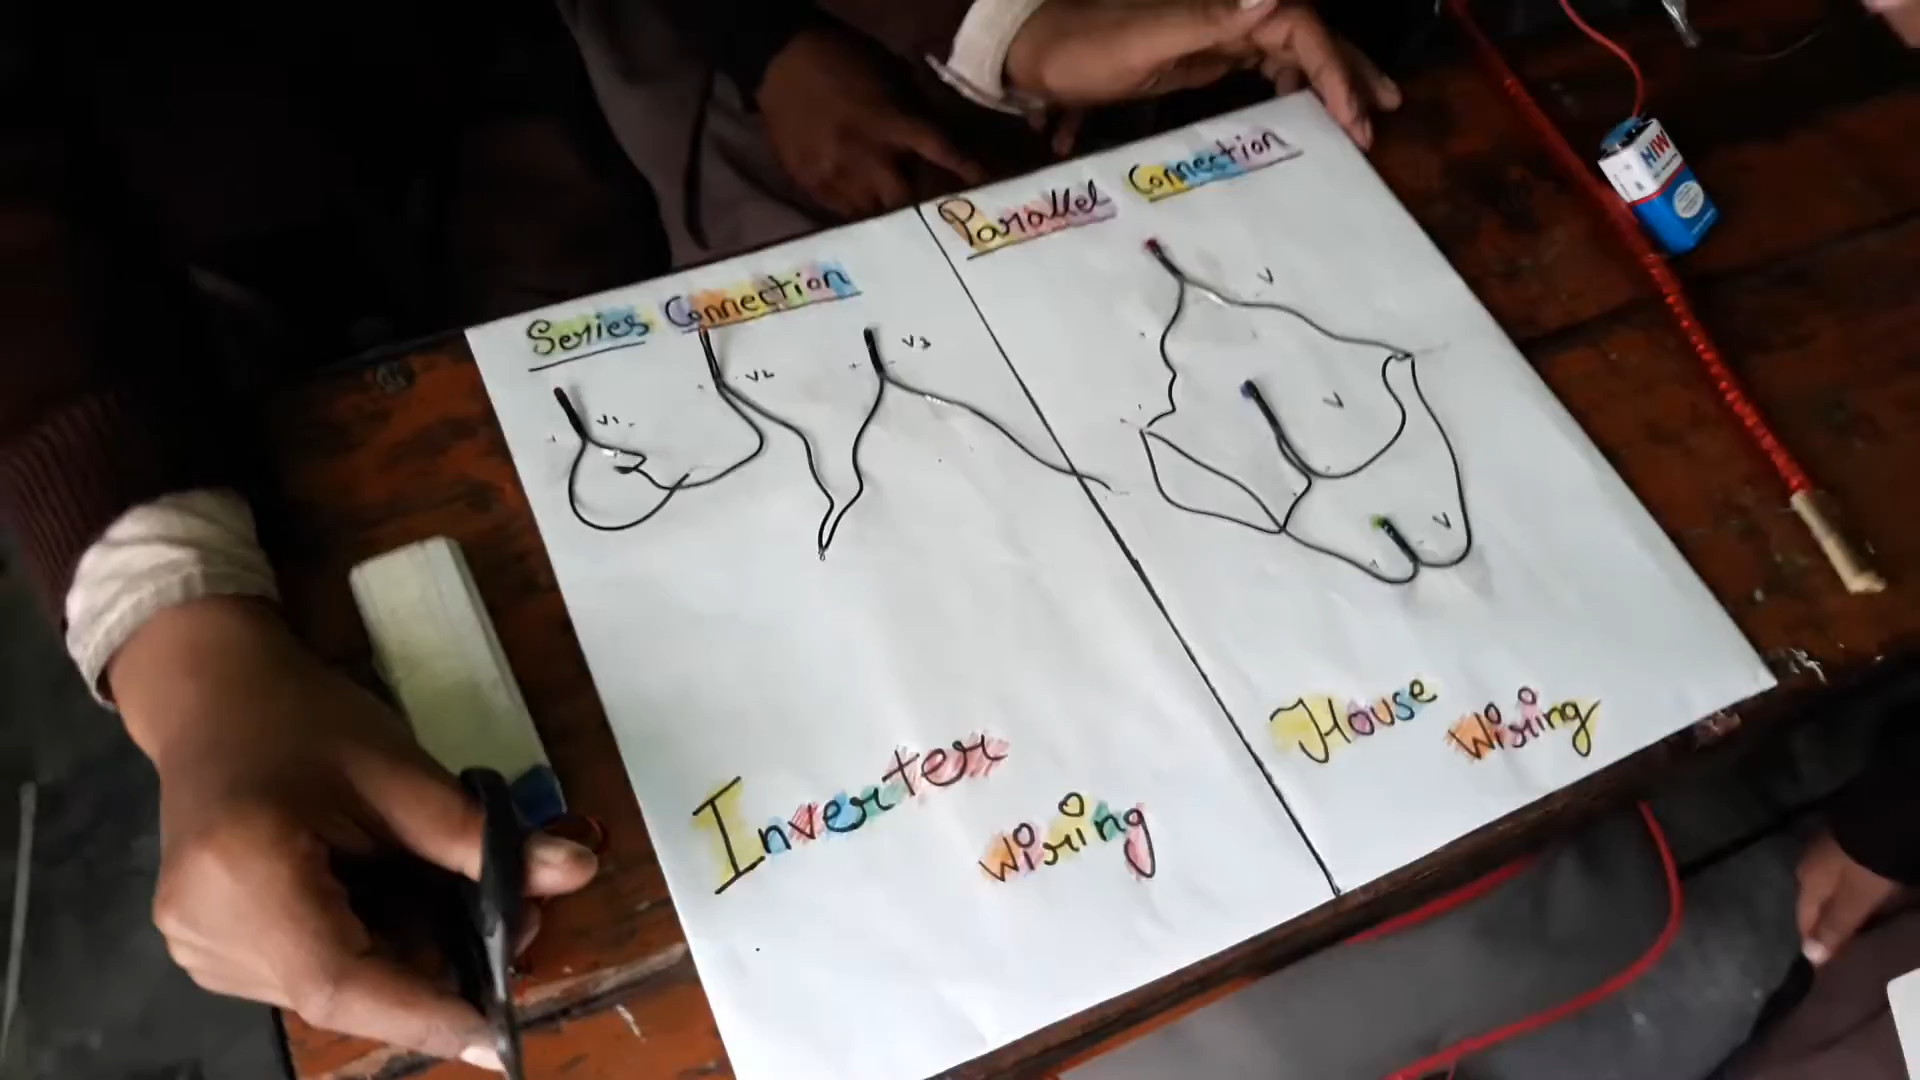 Series Connection
V1
V2
V3
Inverter
Wiring
Parallel Connection
V
V
V
House
Wiring
HW